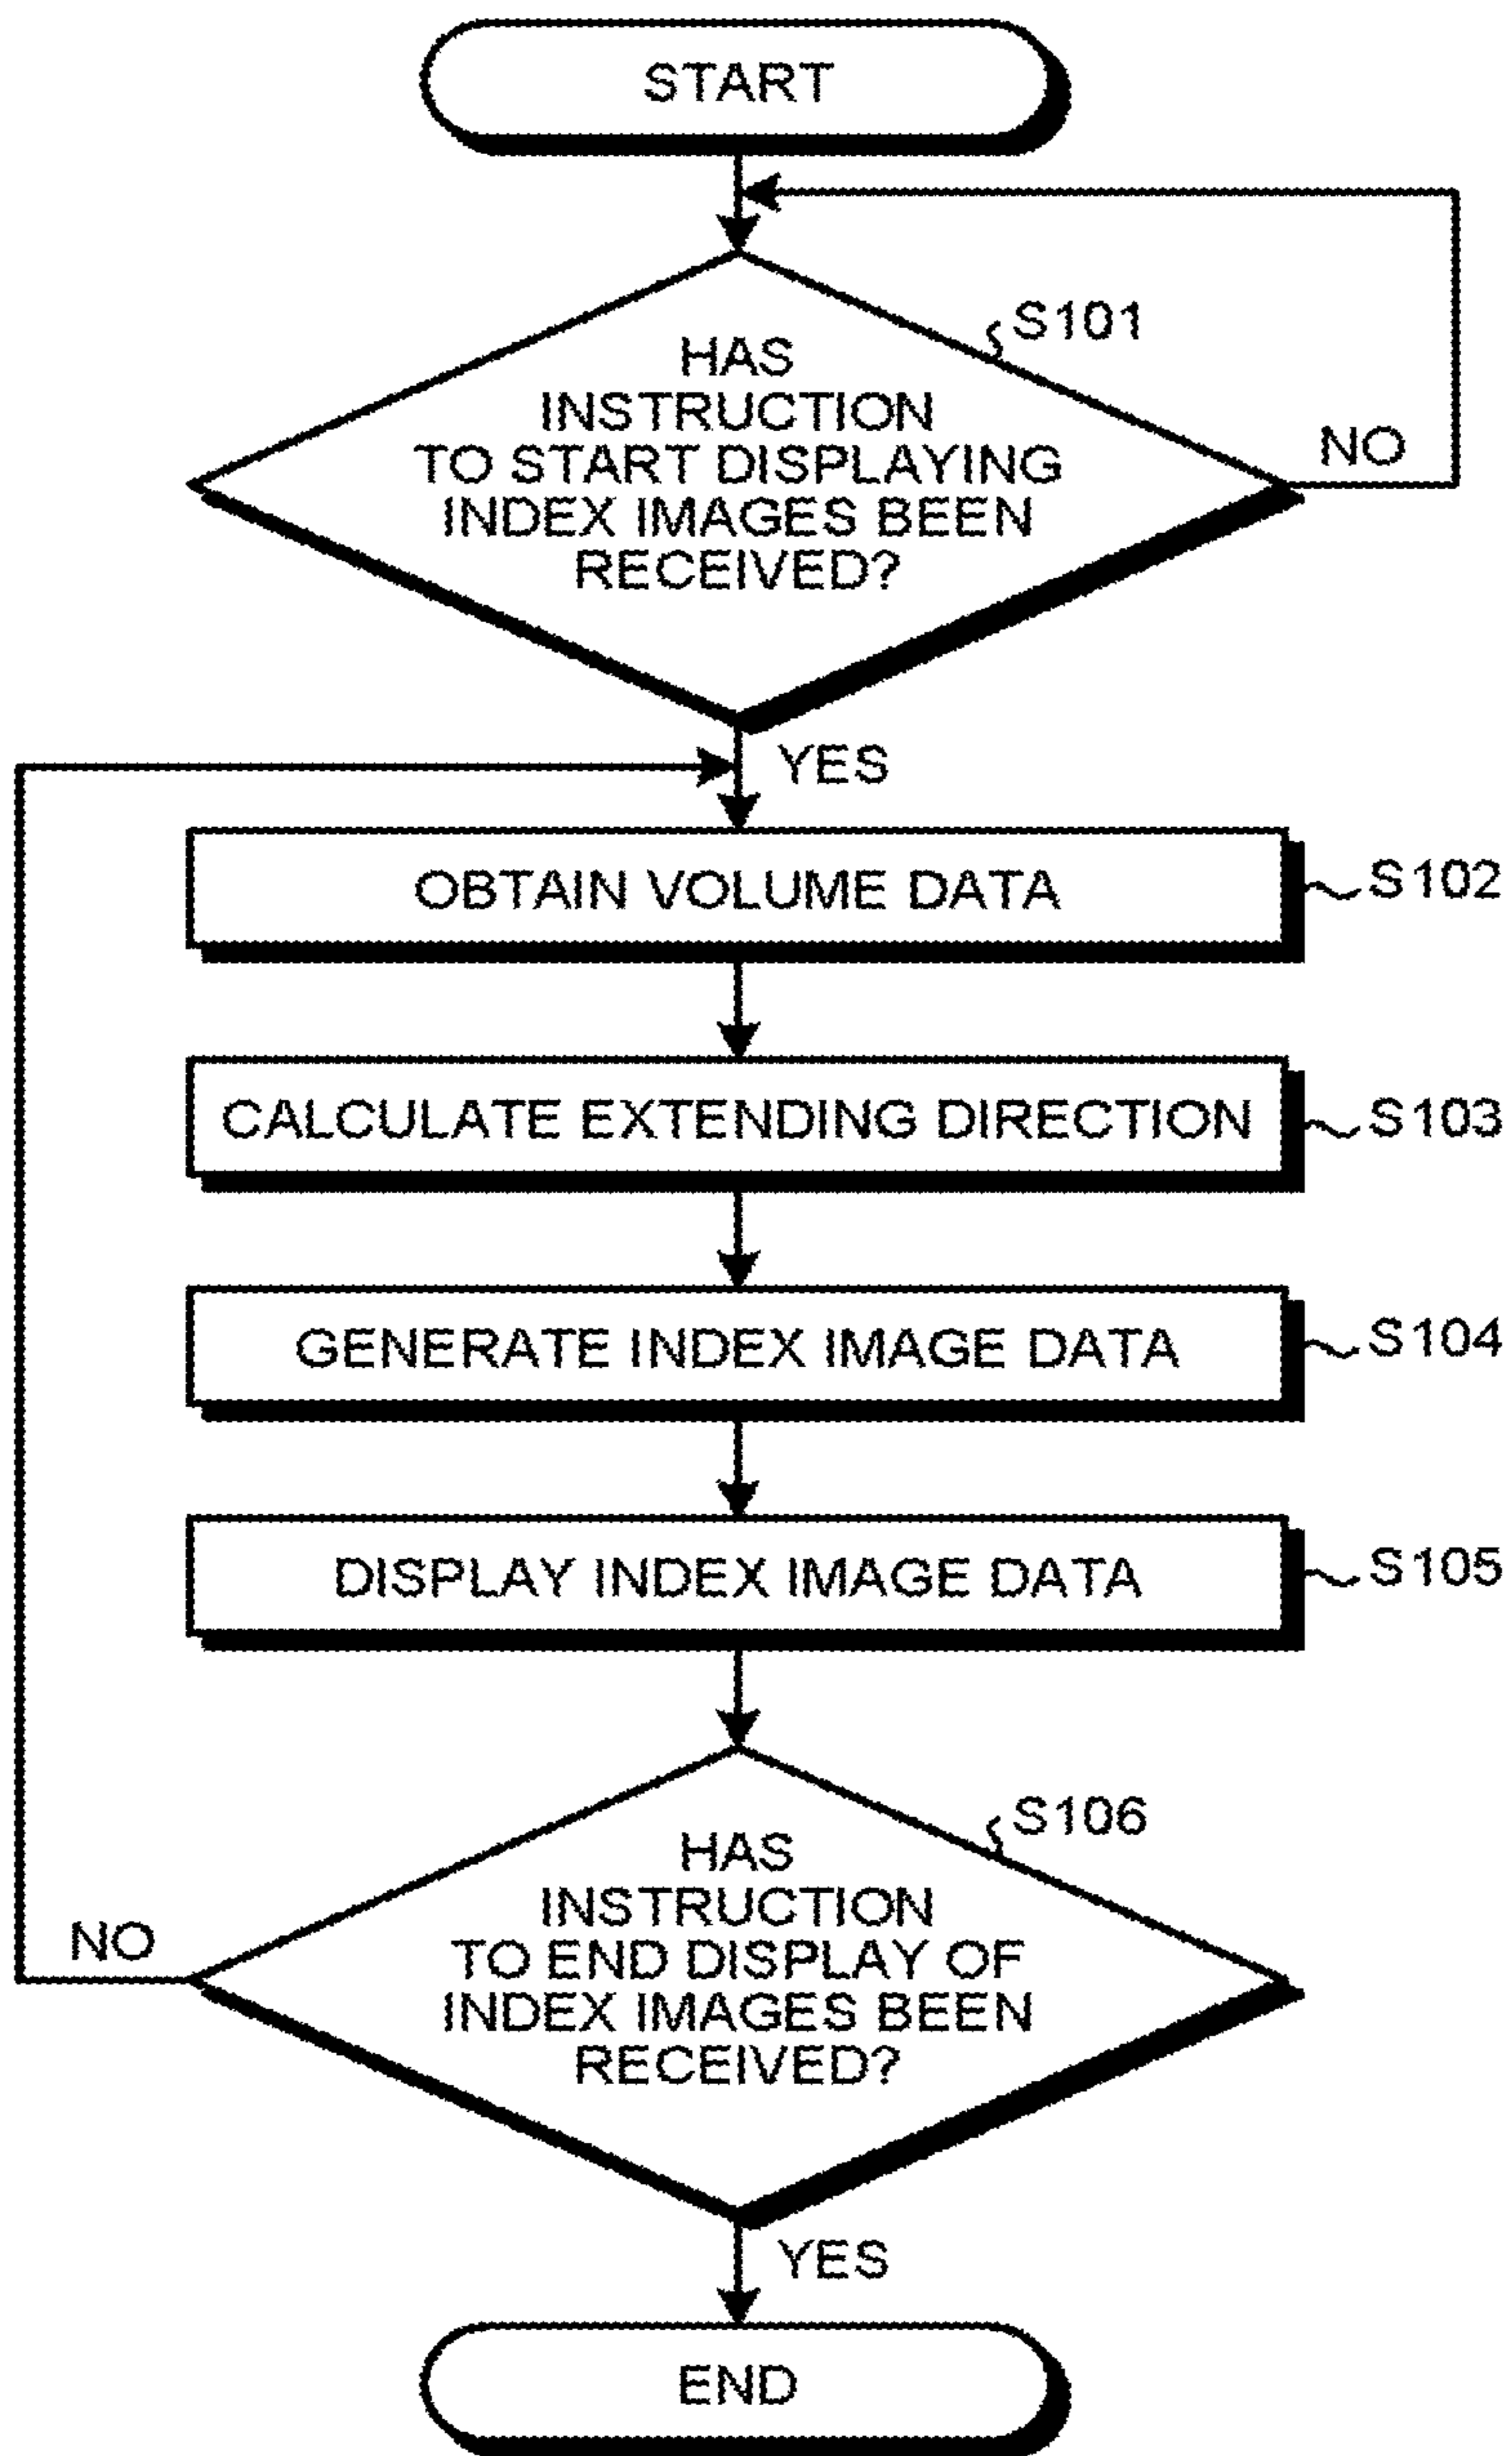 START
S101
HAS
INSTRUCTION
TO START DISPLAYING
INDEX IMAGES BEEN
RECEIVED?
NO
YES
OBTAIN VOLUME DATA
S102
CALCULATE EXTENDING DIRECTION
S103
GENERATE INDEX IMAGE DATA
S104
DISPLAY INDEX IMAGE DATA
S105
S106
HAS
INSTRUCTION
TO END DISPLAY OF
INDEX IMAGES BEEN
RECEIVED?
NO
YES
END